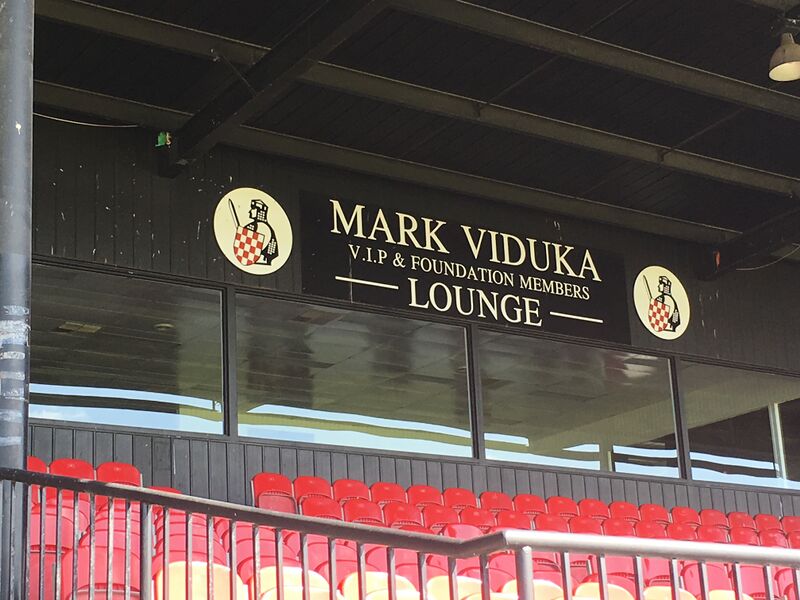 MARK VIDUKA
V.I.P & FOUNDATION MEMBERS
LOUNGE